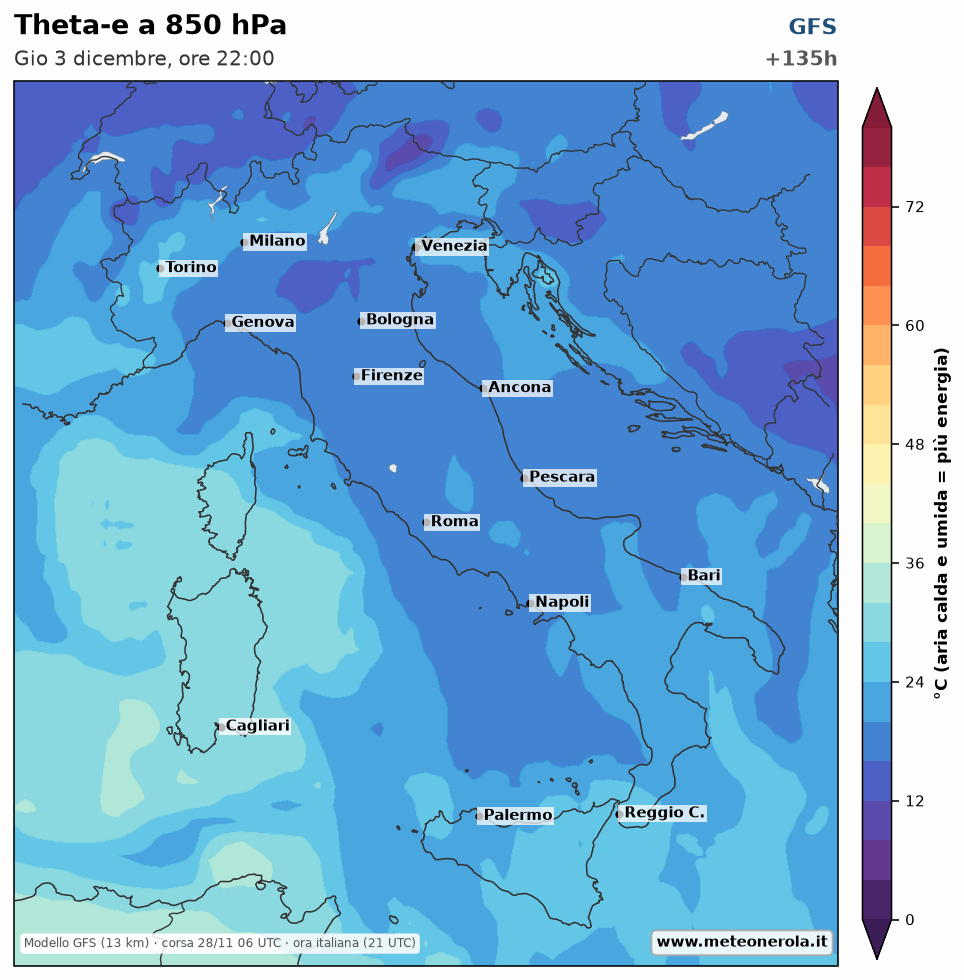 Theta-e a 850 hPa
GFS
Gio 3 dicembre, ore 22:00
+135h
Milano
Venezia
Torino
Genova
Bologna
Firenze
Ancona
Pescara
Roma
Bari
Napoli
Cagliari
Palermo
Reggio C.
72
60
48
36
24
12
0
°C (aria calda e umida = più energia)
Modello GFS (13 km) · corsa 28/11 06 UTC · ora italiana (21 UTC)
www.meteonerola.it